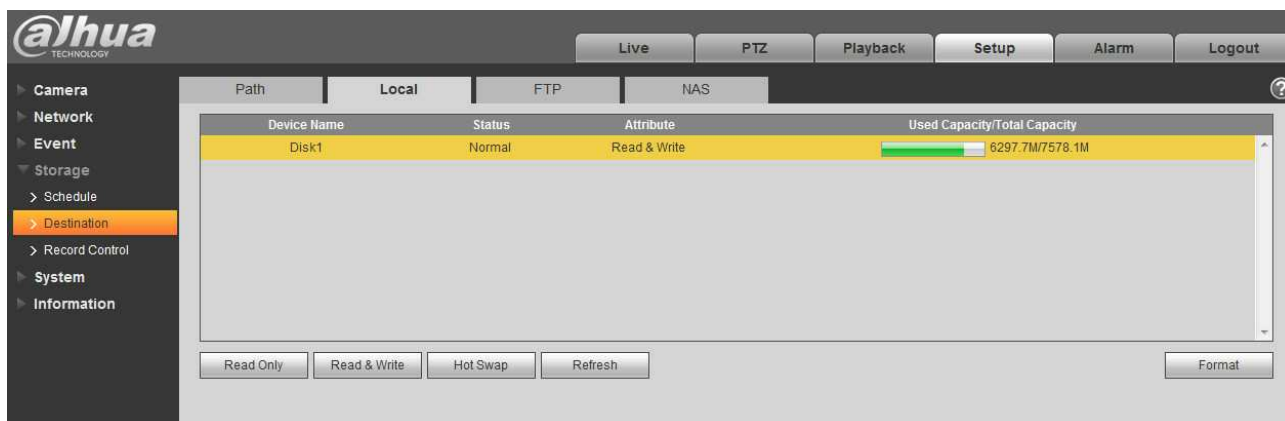 alhua
TECHNOLOGY
Live PTZ Playback Setup Alarm Logout
Camera
Network
Event
Storage
> Schedule
> Destination
> Record Control
System
Information
Path Local FTP NAS ?
Device Name Status Attribute Used Capacity/Total Capacity
Disk1 Normal Read & Write 6297.7M/7578.1M
Read Only Read & Write Hot Swap Refresh Format